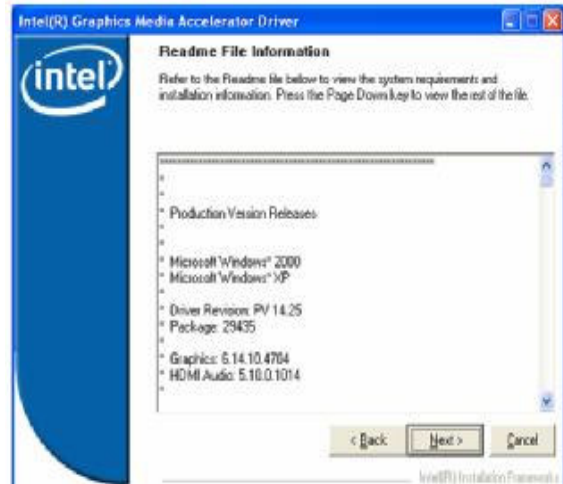 Intel(R) Graphics Media Accelerator Driver
intel
Readme File Information
Refer to the Readme file below to view the system requirements and
installation information. Press the Page Down key to view the rest of the file.
*
*
* Production Version Releases
*
*
* Microsoft Windows* 2000
* Microsoft Windows* XP
*
* Driver Revision: PV 14.25
* Package: 29435
*
* Graphics: 6.14.10.4764
* HDMI Audio: 5.10.0.1014
*
< Back
Next >
Cancel
Intel(R) Installation Framework